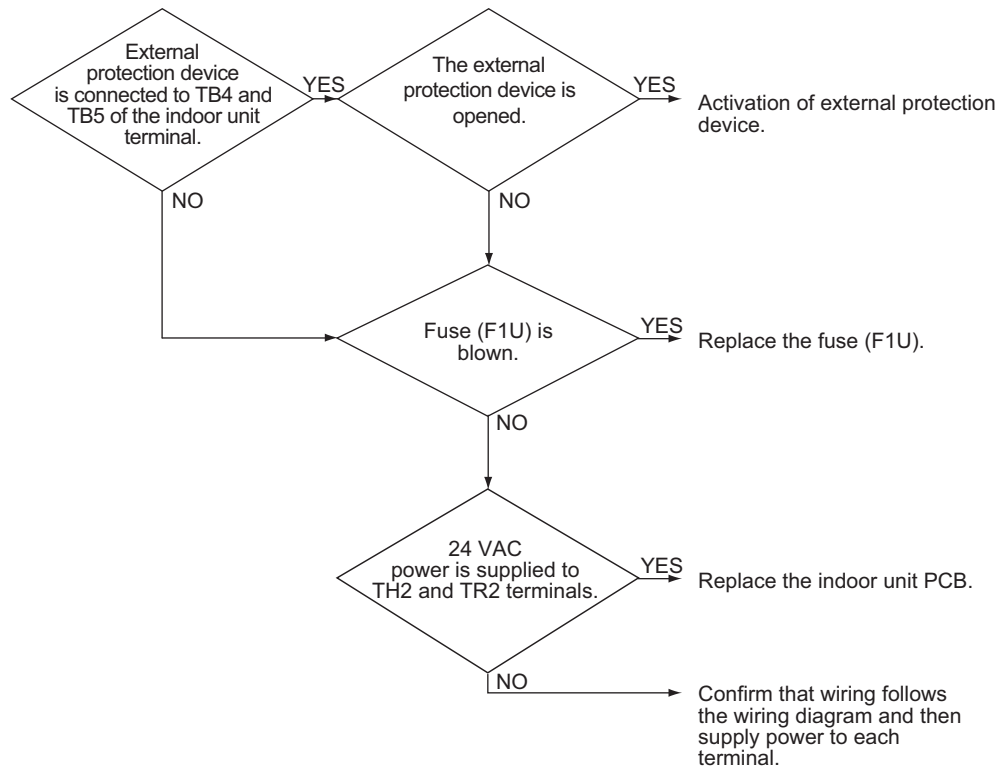 External
protection device
is connected to TB4 and
TB5 of the indoor unit
terminal.
YES
The external
protection device is
opened.
YES
Activation of external protection
device.
NO
NO
Fuse (F1U) is
blown.
YES
Replace the fuse (F1U).
NO
24 VAC
power is supplied to
TH2 and TR2 terminals.
YES
Replace the indoor unit PCB.
NO
Confirm that wiring follows
the wiring diagram and then
supply power to each
terminal.